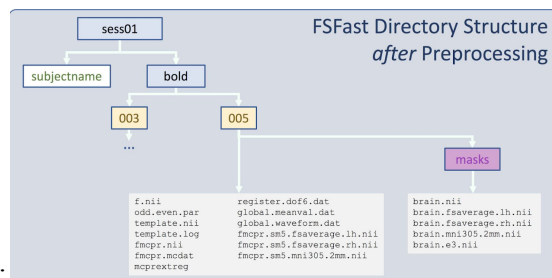 FSFast Directory Structure
after Preprocessing
sess01
subjectname
bold
003
005
...
masks
f.nii
odd.even.par
template.nii
template.log
fmcpr.nii
fmcpr.mcdat
mcprextreg
register.dof6.dat
global.meanval.dat
global.waveform.dat
fmcpr.sm5.fsaverage.lh.nii
fmcpr.sm5.fsaverage.rh.nii
fmcpr.sm5.mni305.2mm.nii
brain.nii
brain.fsaverage.lh.nii
brain.fsaverage.rh.nii
brain.mni305.2mm.nii
brain.e3.nii